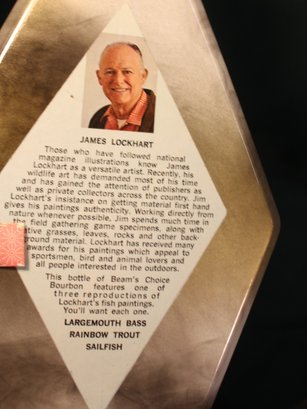 JAMES LOCKHART
Those who have followed national
magazine illustrations know James
Lockhart as a versatile artist. Recently, his
wildlife art has demanded most of his time
and has gained the attention of publishers as
well as private collectors across the country. Jim
Lockhart's insistance on getting material first hand
gives his paintings authenticity. Working directly from
nature whenever possible, Jim spends much time in
the field gathering game specimens, along with
tive grasses, leaves, rocks and other back-
round material. Lockhart has received many
awards for his paintings which appeal to
sportsmen, bird and animal lovers and
all people interested in the outdoors.
This bottle of Beam's Choice
Bourbon features one of
three reproductions of
Lockhart's fish paintings.
You'll want each one.
LARGEMOUTH BASS
RAINBOW TROUT
SAILFISH